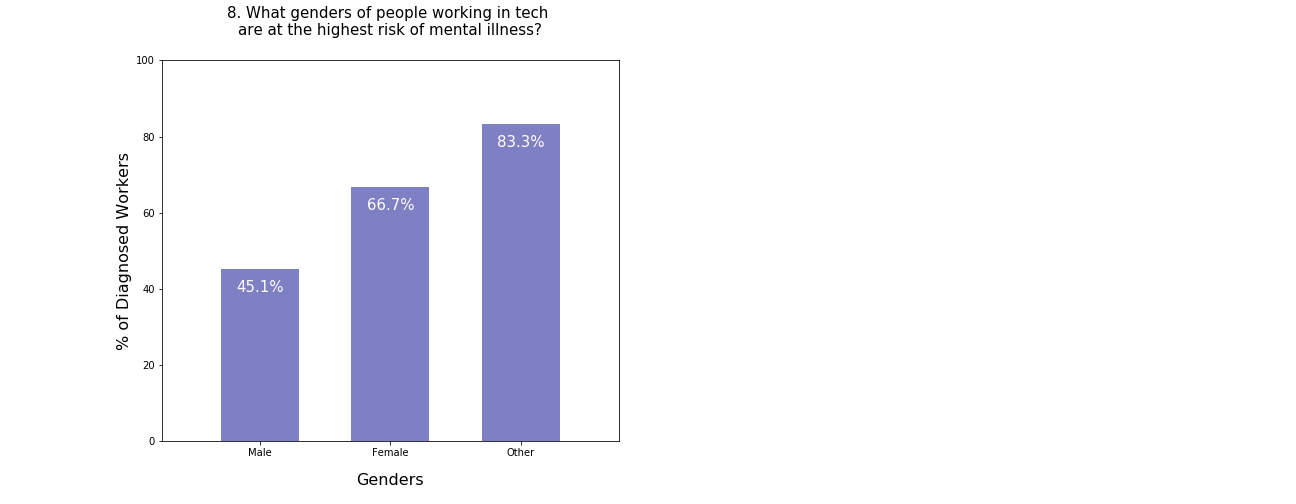 8. What genders of people working in tech
are at the highest risk of mental illness?
% of Diagnosed Workers
100
80
60
40
20
0
45.1%
66.7%
83.3%
Male
Female
Other
Genders